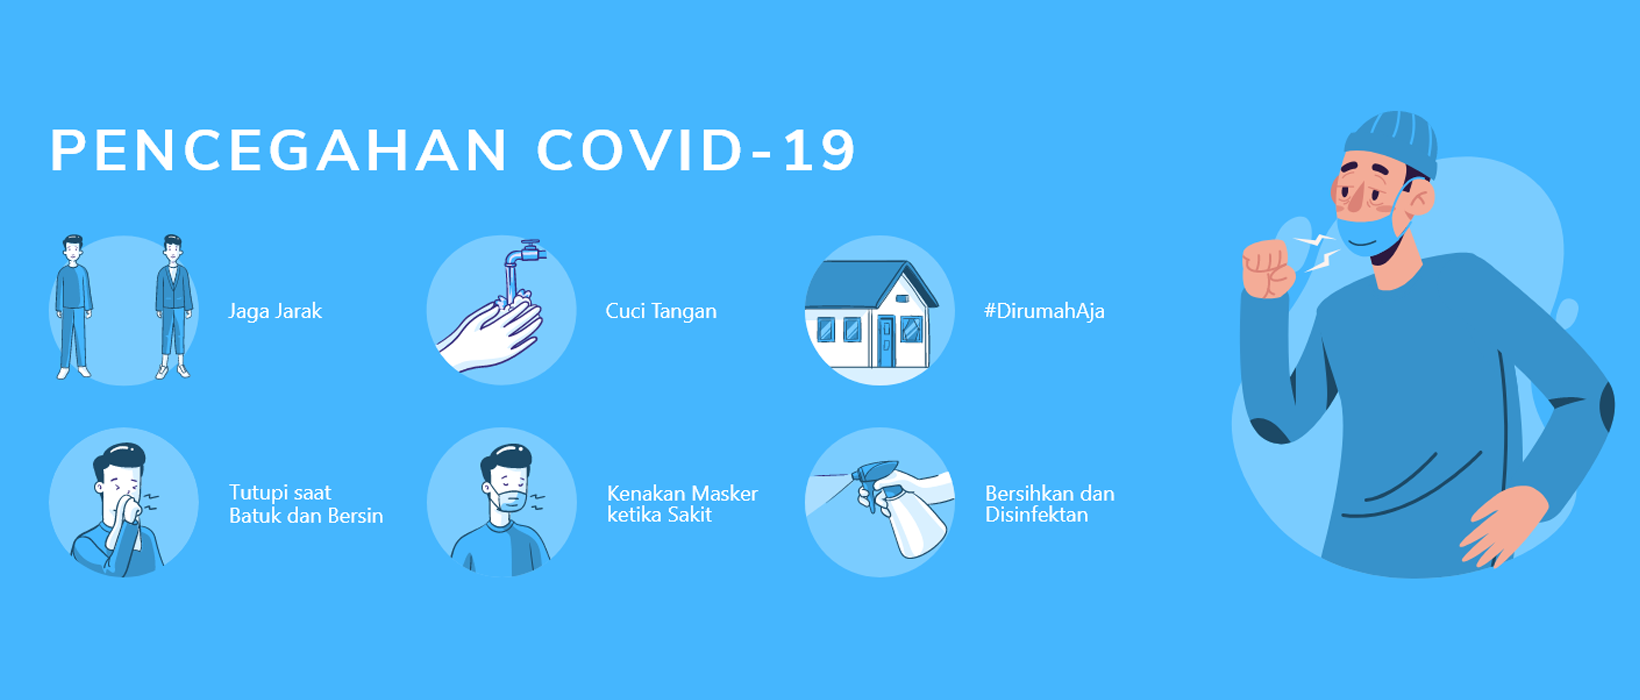 PENCEGAHAN COVID-19
Jaga Jarak
Cuci Tangan
#DirumahAja
Tutupi saat
Batuk dan Bersin
Kenakan Masker
ketika Sakit
Bersihkan dan
Disinfektan